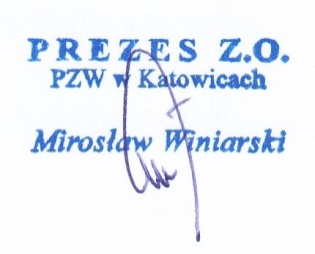 PREZES Z.O.
PZW w Katowicach
Mirosław Winiarski